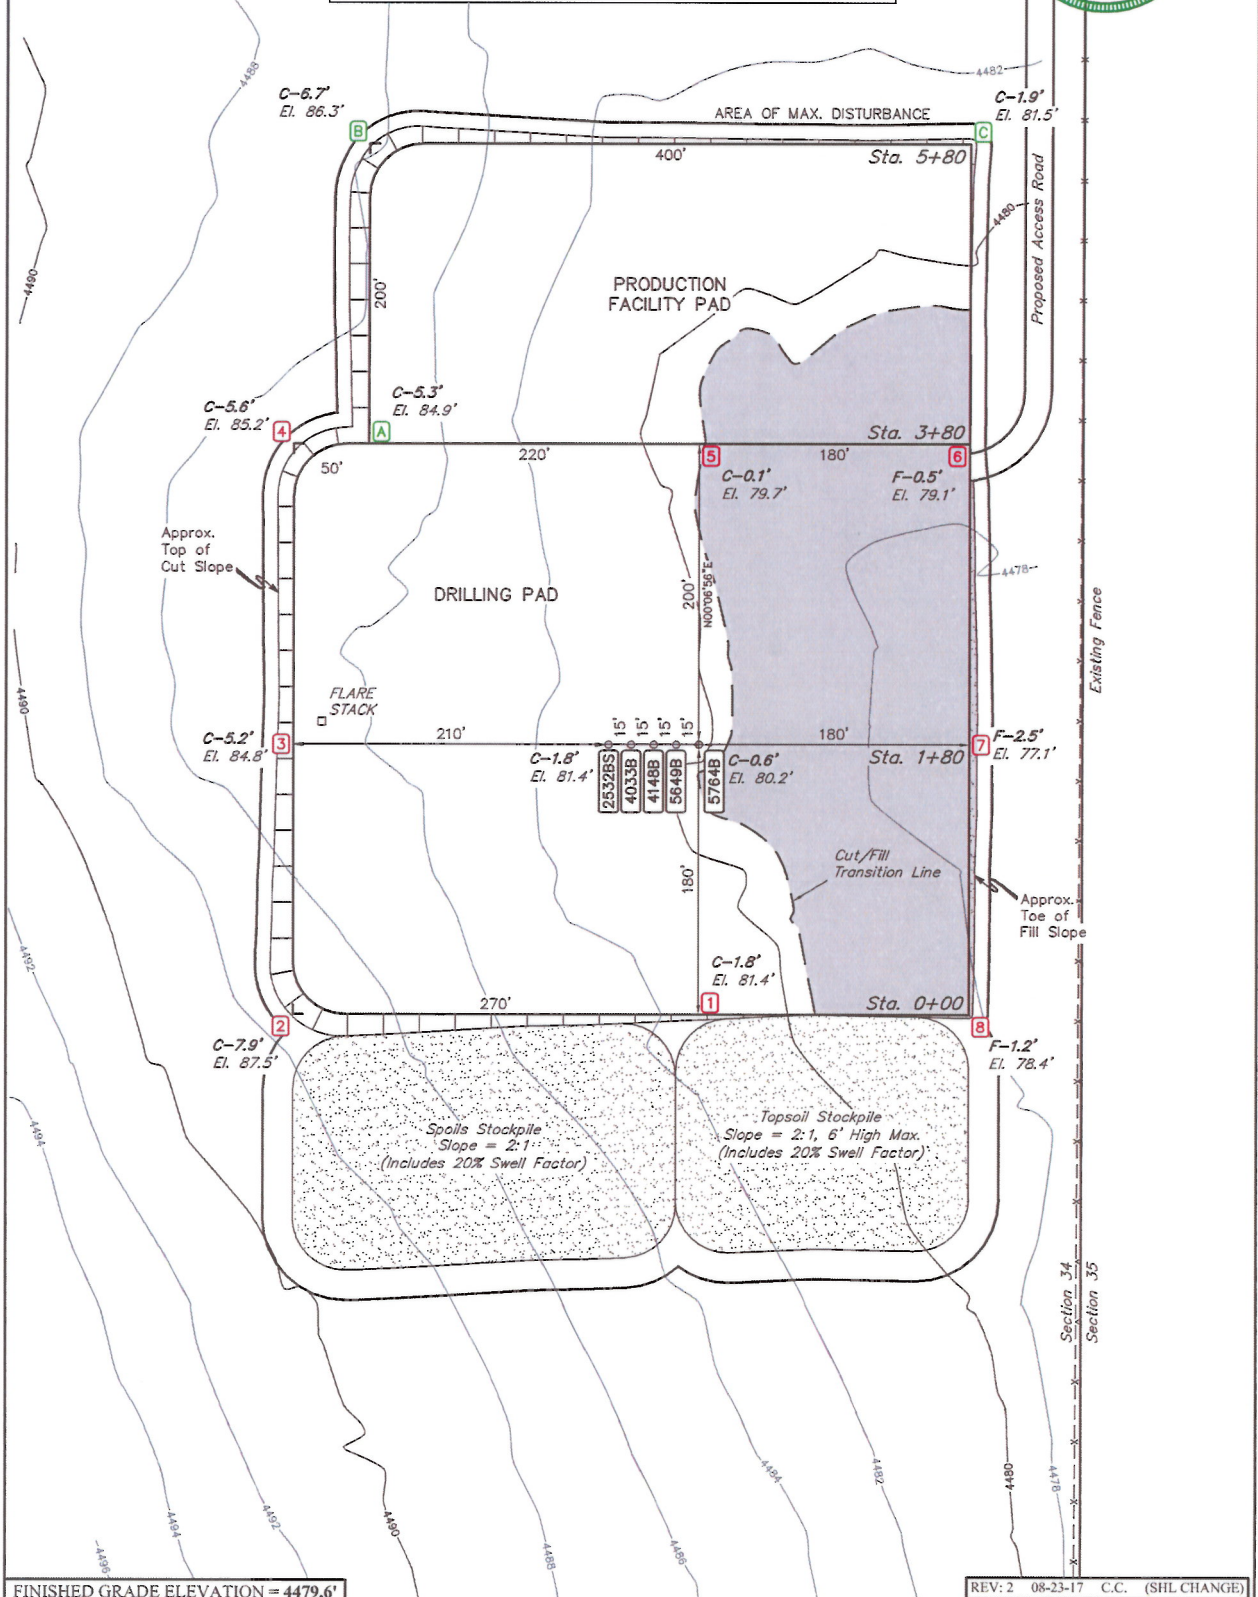 4488
C-6.7'
El. 86.3'
B
AREA OF MAX. DISTURBANCE
4482
C-1.9'
El. 81.5'
C
400'
Sta. 5+80
Proposed Access Road
4480
4490
200'
PRODUCTION
FACILITY PAD
C-5.6'
El. 85.2'
4
C-5.3'
El. 84.9'
A
Sta. 3+80
50'
220'
5
180'
6
C-0.1'
El. 79.7'
F-0.5'
El. 79.1'
Approx.
Top of
Cut Slope
DRILLING PAD
200'
N00°06'56"E
4478
Existing Fence
4490
FLARE
STACK
C-5.2'
El. 84.8'
3
210'
15'
15'
15'
15'
180'
Sta. 1+80
7
F-2.5'
El. 77.1'
C-1.8'
El. 81.4'
2532BS
4033B
4148B
5649B
5764B
C-0.6'
El. 80.2'
180'
Cut/Fill
Transition Line
Approx.
Toe of
Fill Slope
4492
C-1.8'
El. 81.4'
270'
1
Sta. 0+00
2
8
C-7.9'
El. 87.5'
F-1.2'
El. 78.4'
4494
Spoils Stockpile
Slope = 2:1
(Includes 20% Swell Factor)
Topsoil Stockpile
Slope = 2:1, 6' High Max.
(Includes 20% Swell Factor)
Section 34
Section 35
4496
4494
4492
4490
4488
4486
4484
4482
4480
4478
FINISHED GRADE ELEVATION = 4479.6'
REV: 2 08-23-17 C.C. (SHL CHANGE)